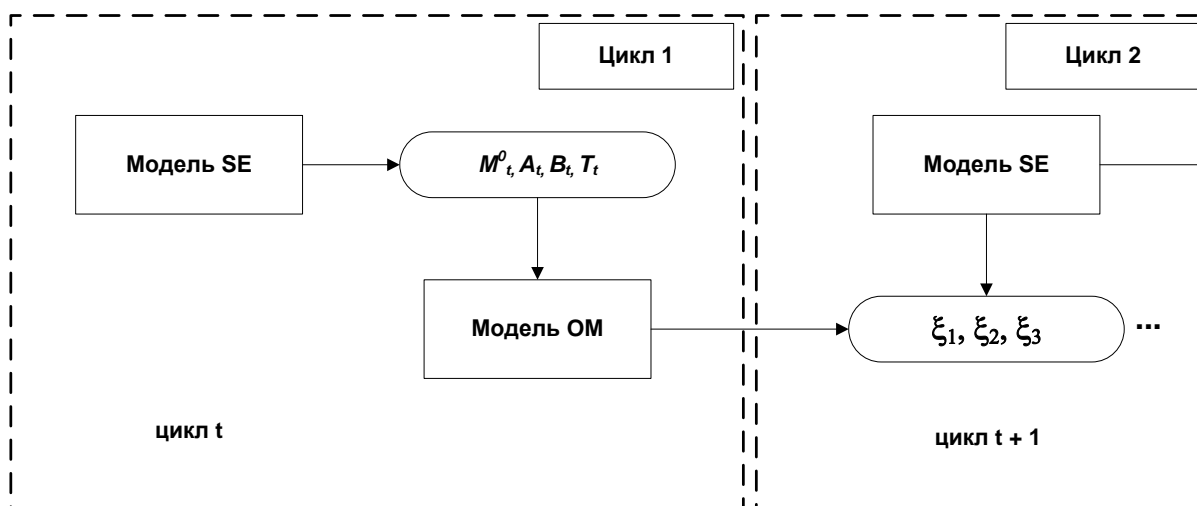 Цикл 1
Цикл 2
Модель SE
M⁰ₜ, Aₜ, Bₜ, Tₜ
Модель SE
Модель ОМ
ξ₁, ξ₂, ξ₃
...
цикл t
цикл t + 1